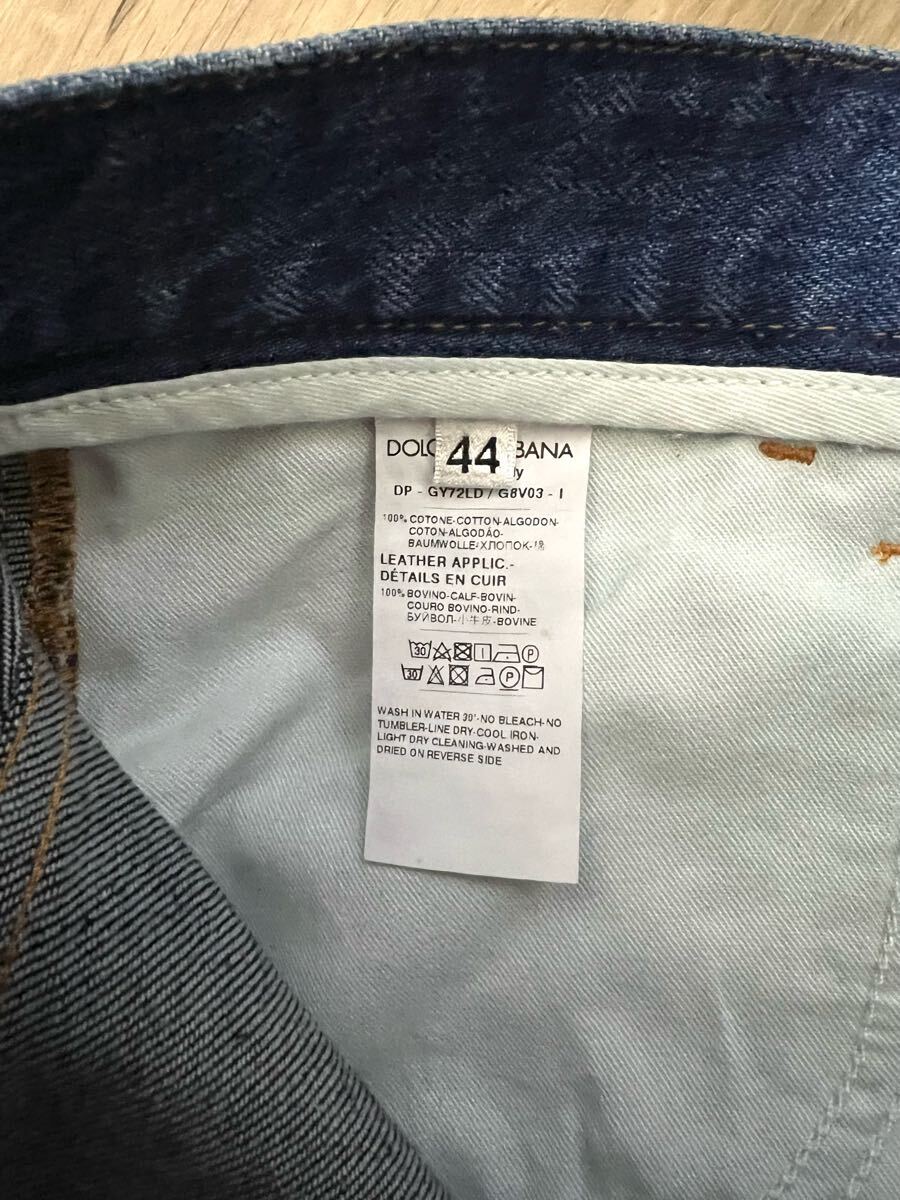 DOLC 44 BANA
ly
DP - GY72LD / G8V03 - I
100% COTONE-COTTON-ALGODON-
COTON-ALGODÃO-
BAUMWOLLE-ХЛОПОК-棉
LEATHER APPLIC.-
DÉTAILS EN CUIR
100% BOVINO-CALF-BOVIN-
COURO BOVINO-RIND-
БУЙВОЛ-小牛皮-BOVINE
30 P
30 P
WASH IN WATER 30°-NO BLEACH-NO
TUMBLER-LINE DRY-COOL IRON-
LIGHT DRY CLEANING-WASHED AND
DRIED ON REVERSE SIDE